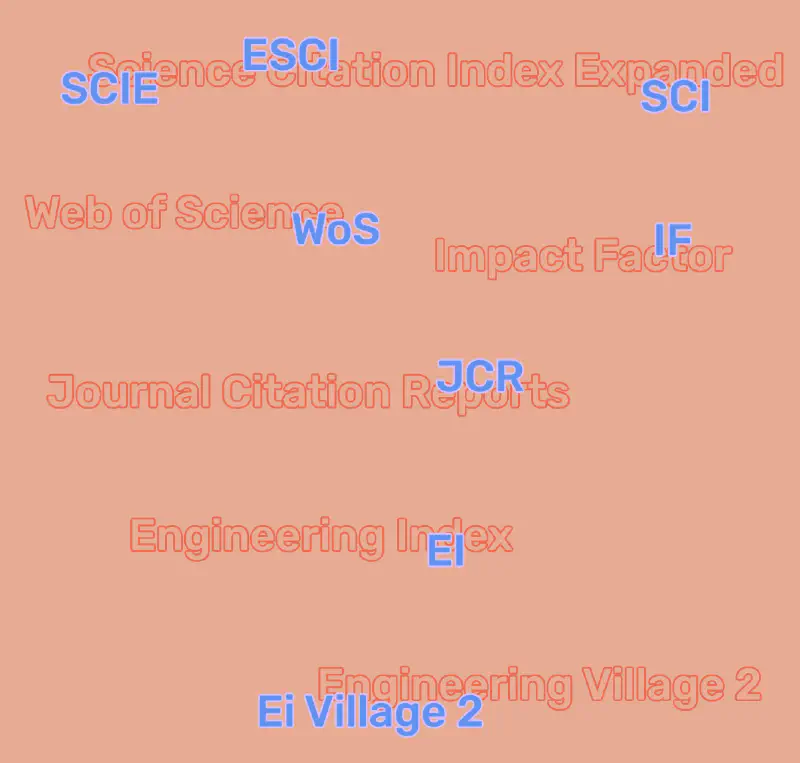 ESCI
Science Citation Index Expanded
SCIE
SCI
Web of Science
WoS
IF
Impact Factor
JCR
Journal Citation Reports
Engineering Index
EI
Engineering Village 2
Ei Village 2